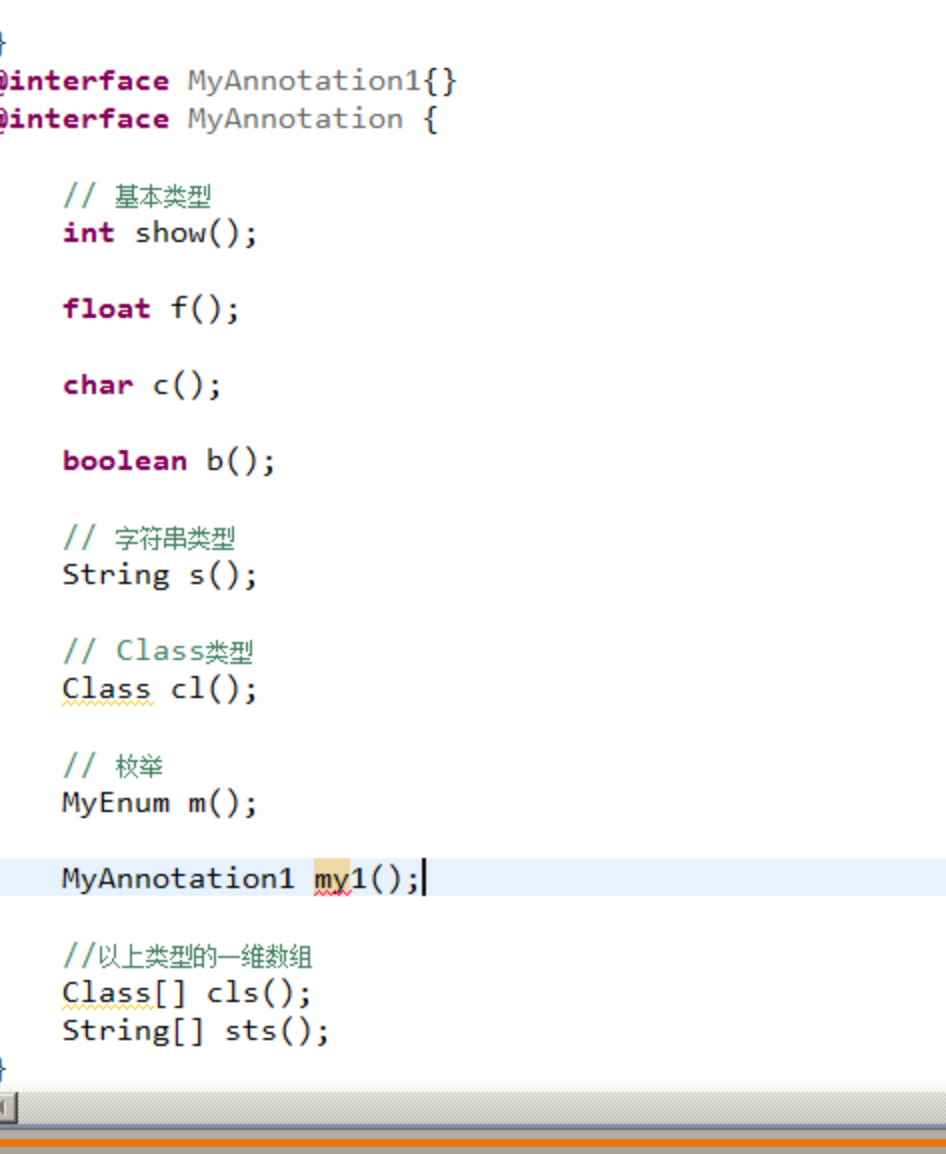 }
@interface MyAnnotation1{}
@interface MyAnnotation {
// 基本类型
int show();
float f();
char c();
boolean b();
// 字符串类型
String s();
// Class类型
Class cl();
// 枚举
MyEnum m();
MyAnnotation1 my1();
//以上类型的一维数组
Class[] cls();
String[] sts();
}